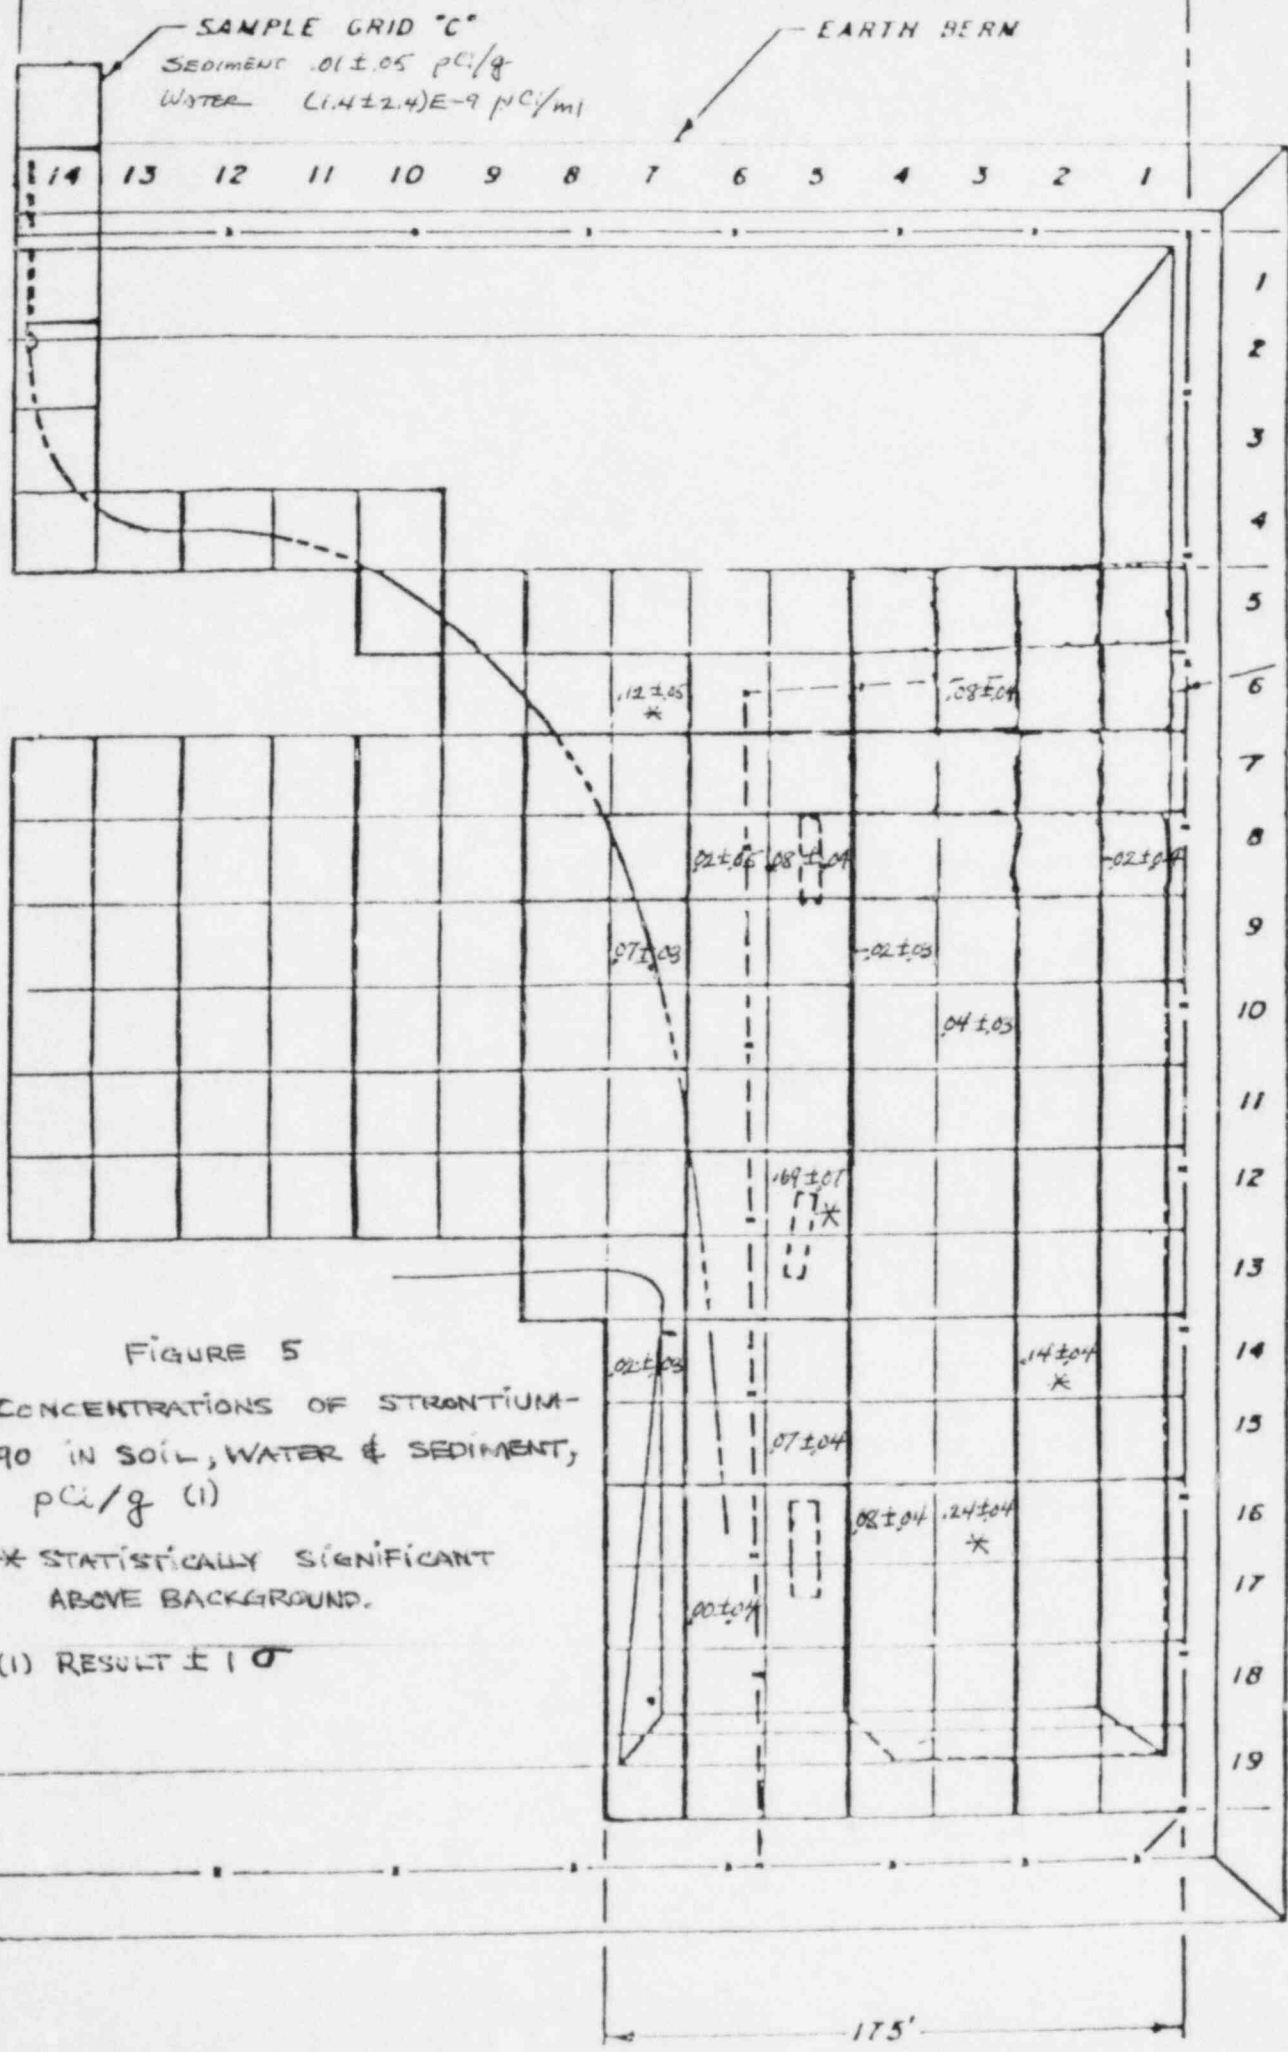 SAMPLE GRID "C"
SEDIMENT .01 ± .05 pCi/g
WATER (1.4 ± 2.4)E-9 µCi/ml
EARTH BERM
14 13 12 11 10 9 8 7 6 5 4 3 2 1
1
2
3
4
5
.12 ± .05
*
.08 ± .04
6
7
.02 ± .05 .08 ± .04 -.02 ± .04
8
.07 ± .03 -.02 ± .03
9
.04 ± .03
10
11
.69 ± .07
*
12
13
FIGURE 5
.02 ± .03 .14 ± .04
*
14
CONCENTRATIONS OF STRONTIUM-
90 IN SOIL, WATER & SEDIMENT,
pCi/g (1)
.07 ± .04
15
.08 ± .04 .24 ± .04
*
16
* STATISTICALLY SIGNIFICANT
ABOVE BACKGROUND.
.00 ± .04
17
(1) RESULT ± 1 σ
18
19
175'